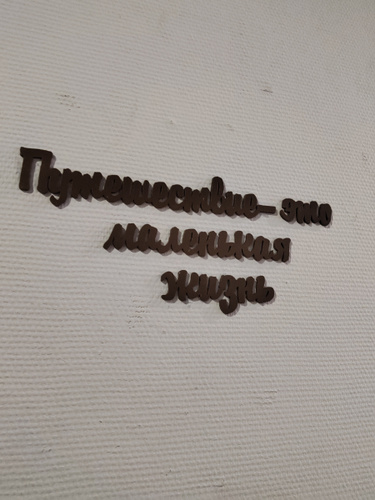 Путешествие- это
маленькая
жизнь